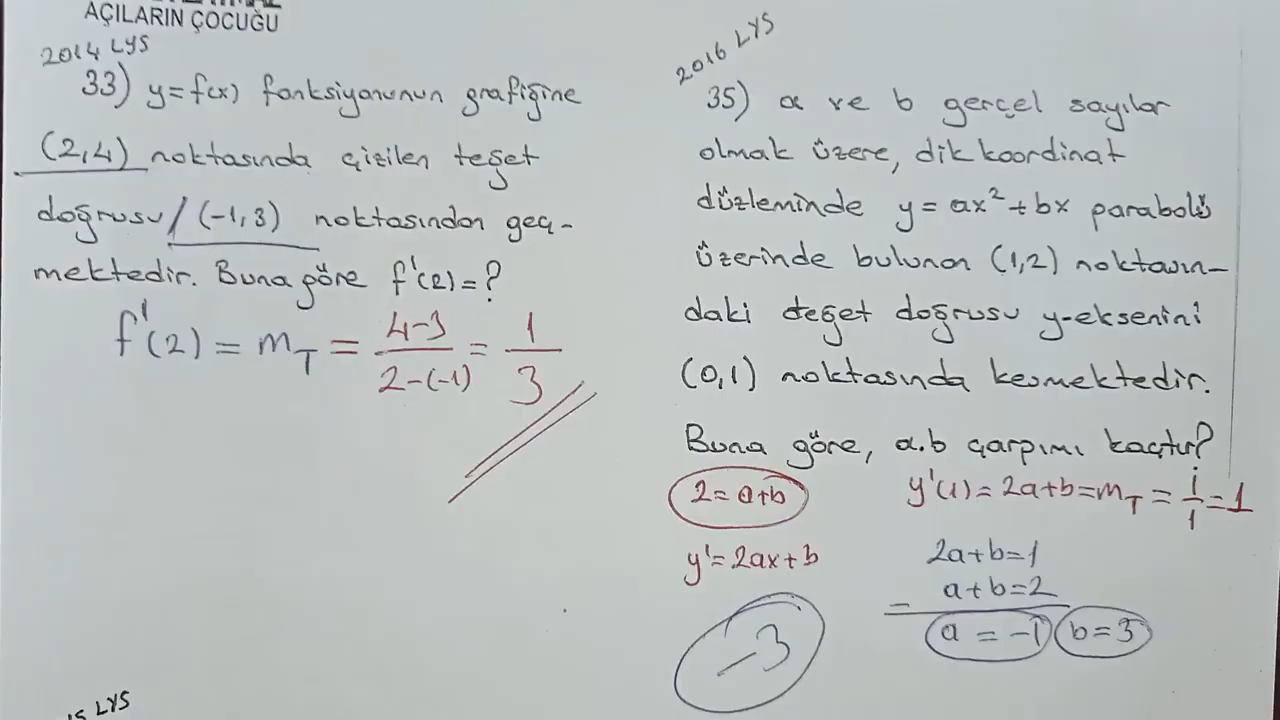 AÇILARIN ÇOCUĞU
2014 LYS
33) y=f(x) fonksiyonunun grafiğine
(2,4) noktasında çizilen teğet
doğrusu / (-1,3) noktasından geç-
mektedir. Buna göre f'(2)=?
f'(2) = m_T = \frac{4-3}{2-(-1)} = \frac{1}{3}
2016 LYS
35) a ve b gerçel sayılar
olmak üzere, dik koordinat
düzleminde y=ax²+bx parabolü
üzerinde bulunan (1,2) noktasın-
daki teğet doğrusu y-eksenini
(0,1) noktasında kesmektedir.
Buna göre, a.b çarpımı kaçtır?
2=a+b
y'(1)=2a+b=m_T=\frac{1}{1}=1
y'=2ax+b
2a+b=1
a+b=2
a=-1 b=3
-3
LYS